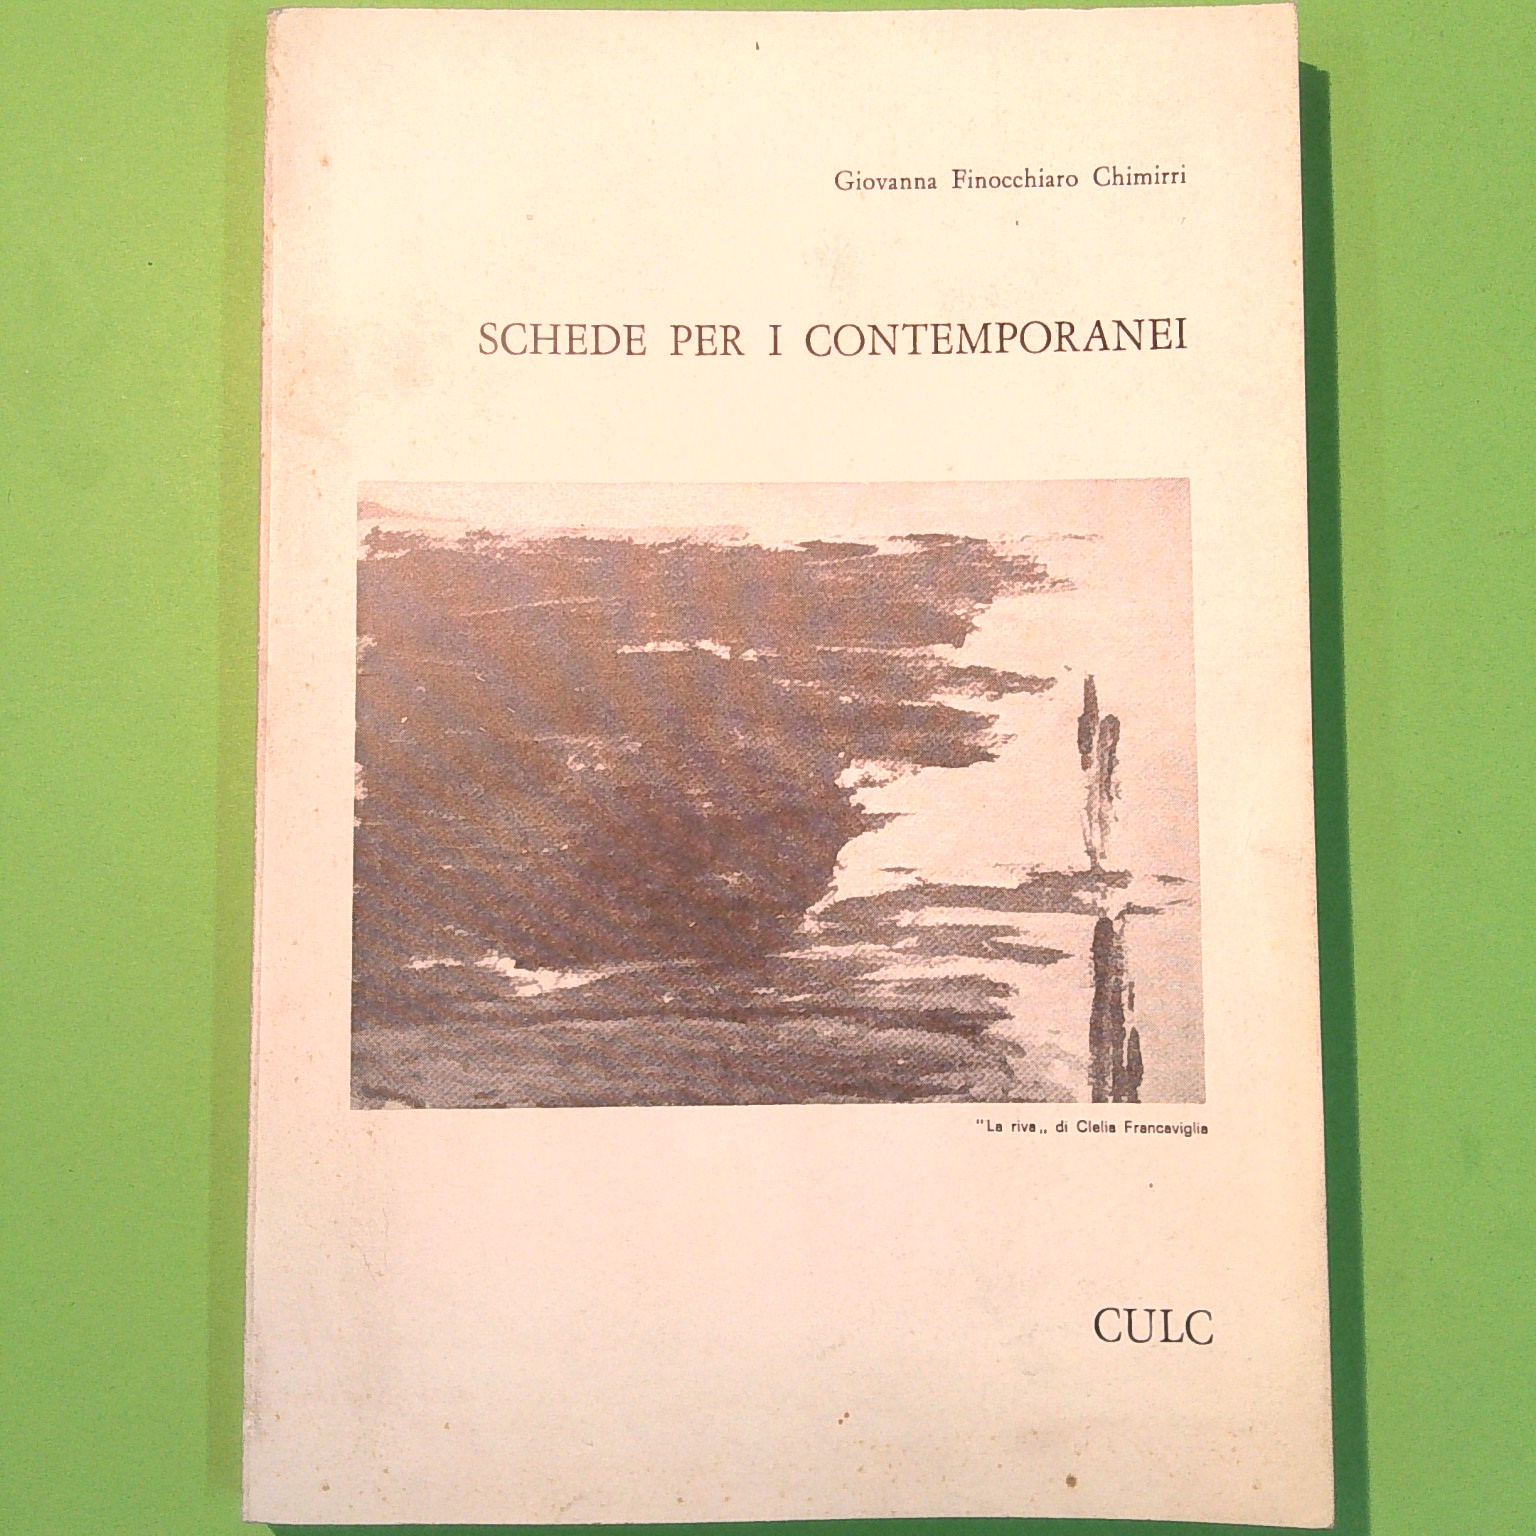 Giovanna Finocchiaro Chimirri
SCHEDE PER I CONTEMPORANEI
"La riva„ di Clelia Francaviglia
CULC